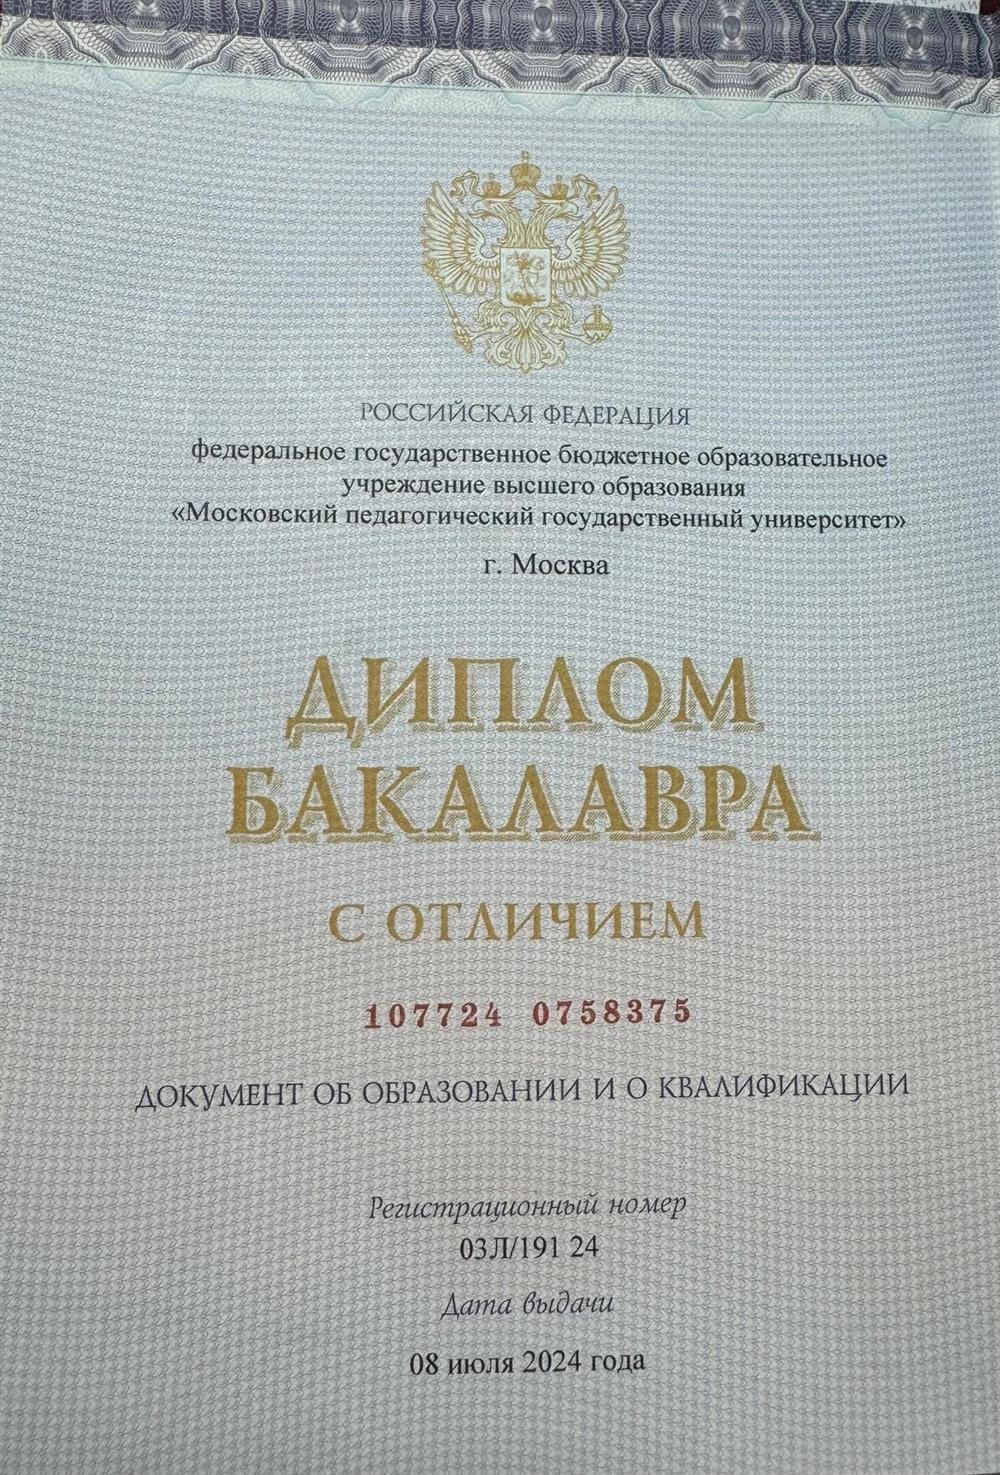 РОССИЙСКАЯ ФЕДЕРАЦИЯ
федеральное государственное бюджетное образовательное
учреждение высшего образования
«Московский педагогический государственный университет»
г. Москва
ДИПЛОМ
БАКАЛАВРА
С ОТЛИЧИЕМ
107724 0758375
ДОКУМЕНТ ОБ ОБРАЗОВАНИИ И О КВАЛИФИКАЦИИ
Регистрационный номер
03Л/191 24
Дата выдачи
08 июля 2024 года